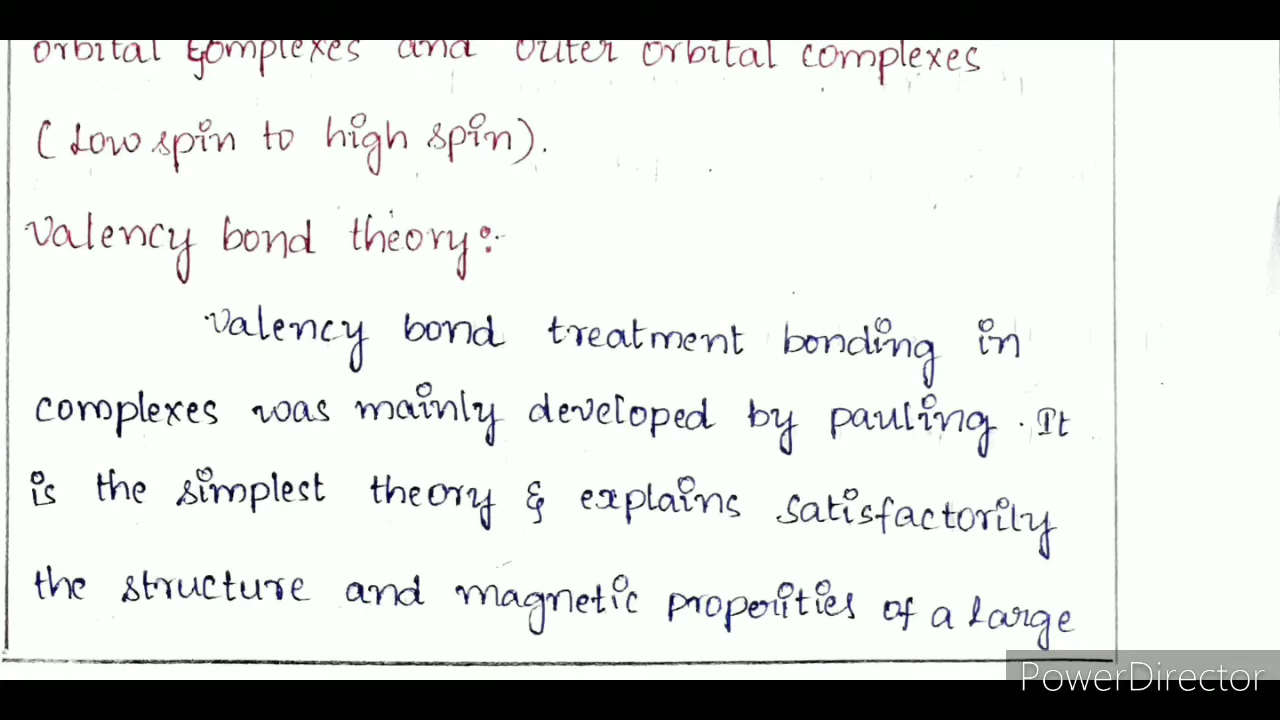 orbital complexes and outer orbital complexes
(Low spin to high spin).
Valency bond theory:-
Valency bond treatment bonding in
complexes was mainly developed by pauling. It
is the simplest theory & explains satisfactorily
the structure and magnetic properities of a large
PowerDirector